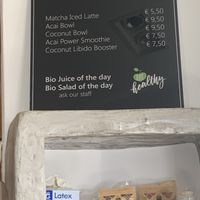 Matcha Iced Latte € 5,50
Acai Bowl € 9,50
Coconut Bowl € 9,50
Acai Power Smoothie € 7,50
Coconut Libido Booster € 7,50
Bio Juice of the day
Bio Salad of the day
ask our staff
healthy
Latex